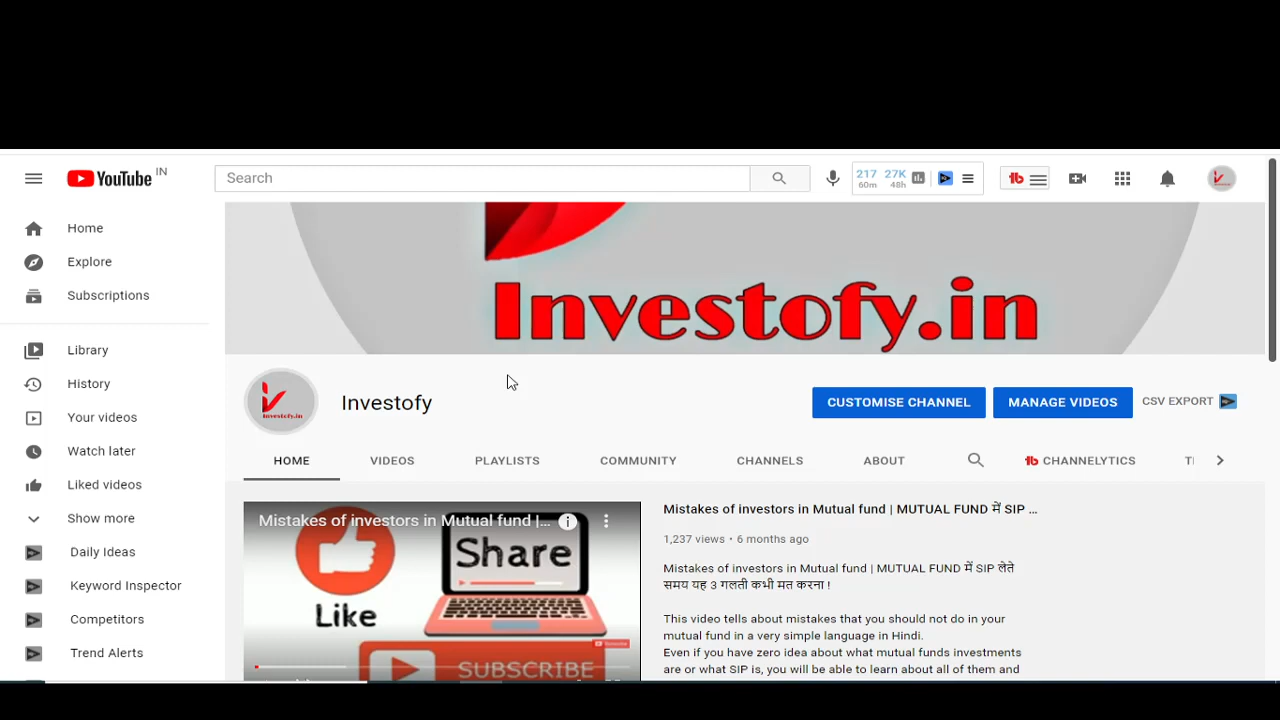 YouTube IN
Search
217 60m 27K 48h
tb
Home
Explore
Subscriptions
Library
History
Your videos
Watch later
Liked videos
Show more
Daily Ideas
Keyword Inspector
Competitors
Trend Alerts
Investofy.in
Investofy.in
Investofy
CUSTOMISE CHANNEL
MANAGE VIDEOS
CSV EXPORT
HOME
VIDEOS
PLAYLISTS
COMMUNITY
CHANNELS
ABOUT
tb CHANNELYTICS
Mistakes of investors in Mutual fund |...
Share
Like
SUBSCRIBE
Mistakes of investors in Mutual fund | MUTUAL FUND में SIP ...
1,237 views • 6 months ago
Mistakes of investors in Mutual fund | MUTUAL FUND में SIP लेते
समय यह 3 गलती कभी मत करना !
This video tells about mistakes that you should not do in your
mutual fund in a very simple language in Hindi.
Even if you have zero idea about what mutual funds investments
are or what SIP is, you will be able to learn about all of them and